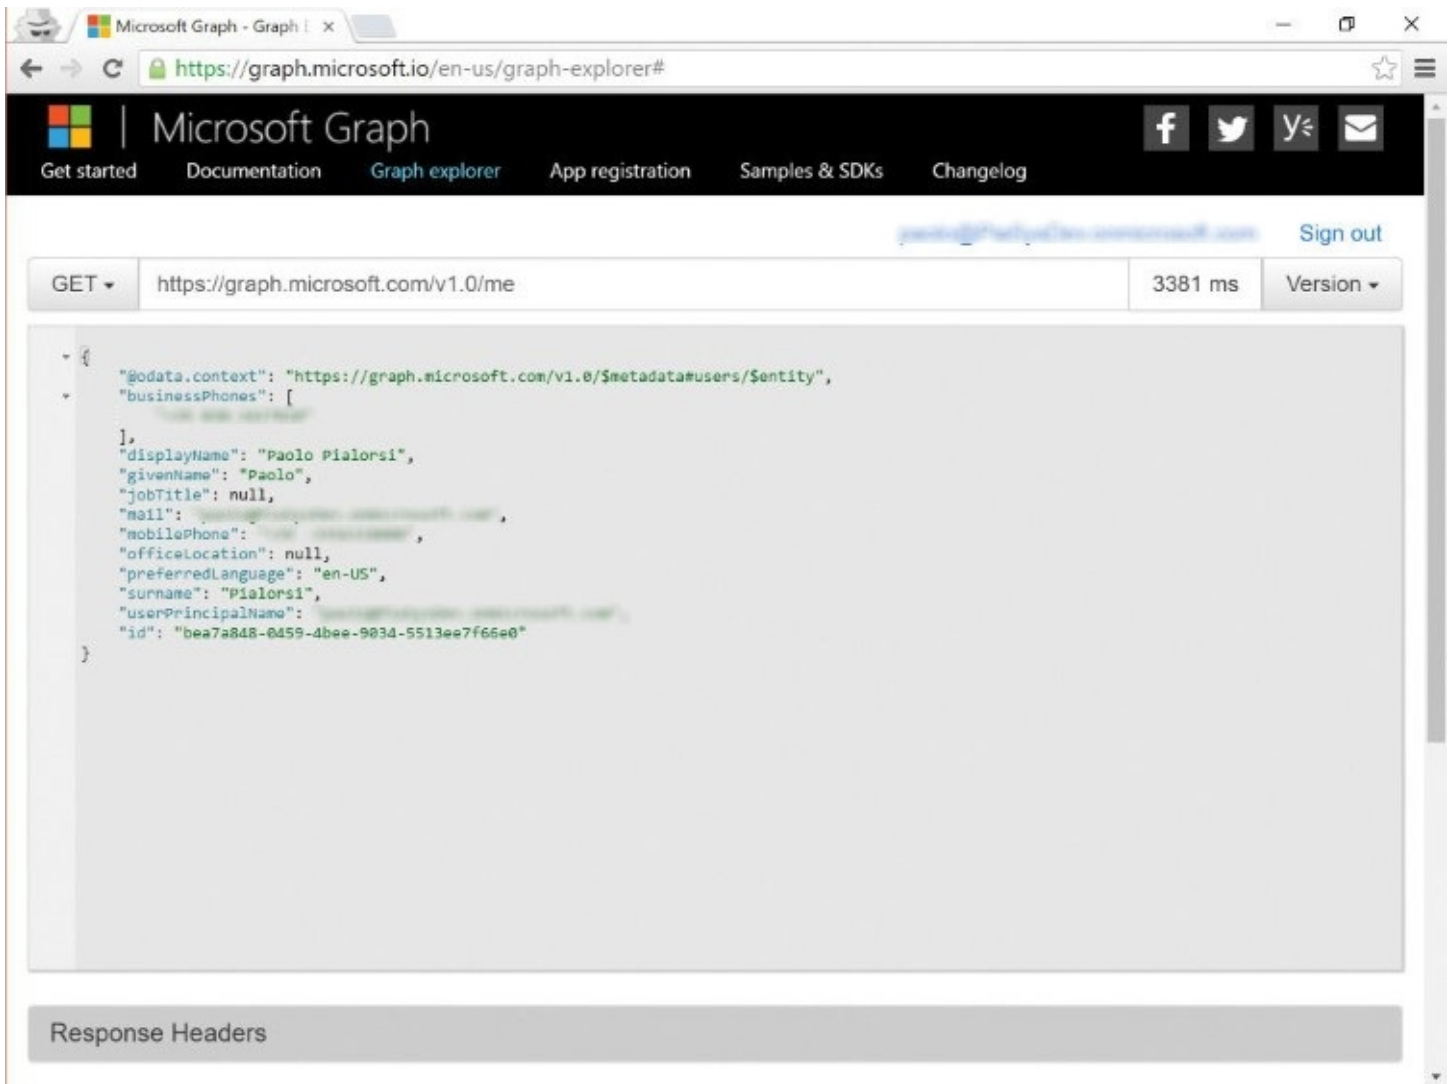 Microsoft Graph - Graph
https://graph.microsoft.io/en-us/graph-explorer#
Microsoft Graph
Get started Documentation Graph explorer App registration Samples & SDKs Changelog
Sign out
GET https://graph.microsoft.com/v1.0/me 3381 ms Version
{
"@odata.context": "https://graph.microsoft.com/v1.0/$metadata#users/$entity",
"businessPhones": [
],
"displayName": "Paolo Pialorsi",
"givenName": "Paolo",
"jobTitle": null,
"mail": ,
"mobilePhone": ,
"officeLocation": null,
"preferredLanguage": "en-US",
"surname": "Pialorsi",
"userPrincipalName":
"id": "bea7a848-0459-4bee-9034-5513ee7f66e0"
}
Response Headers